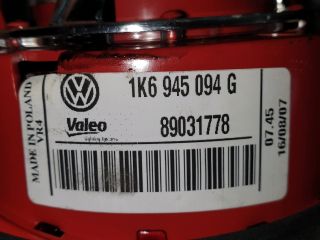 1K6 945 094 G
Valeo
89031778
MADE IN POLAND
VR4
07.45
16/08/07